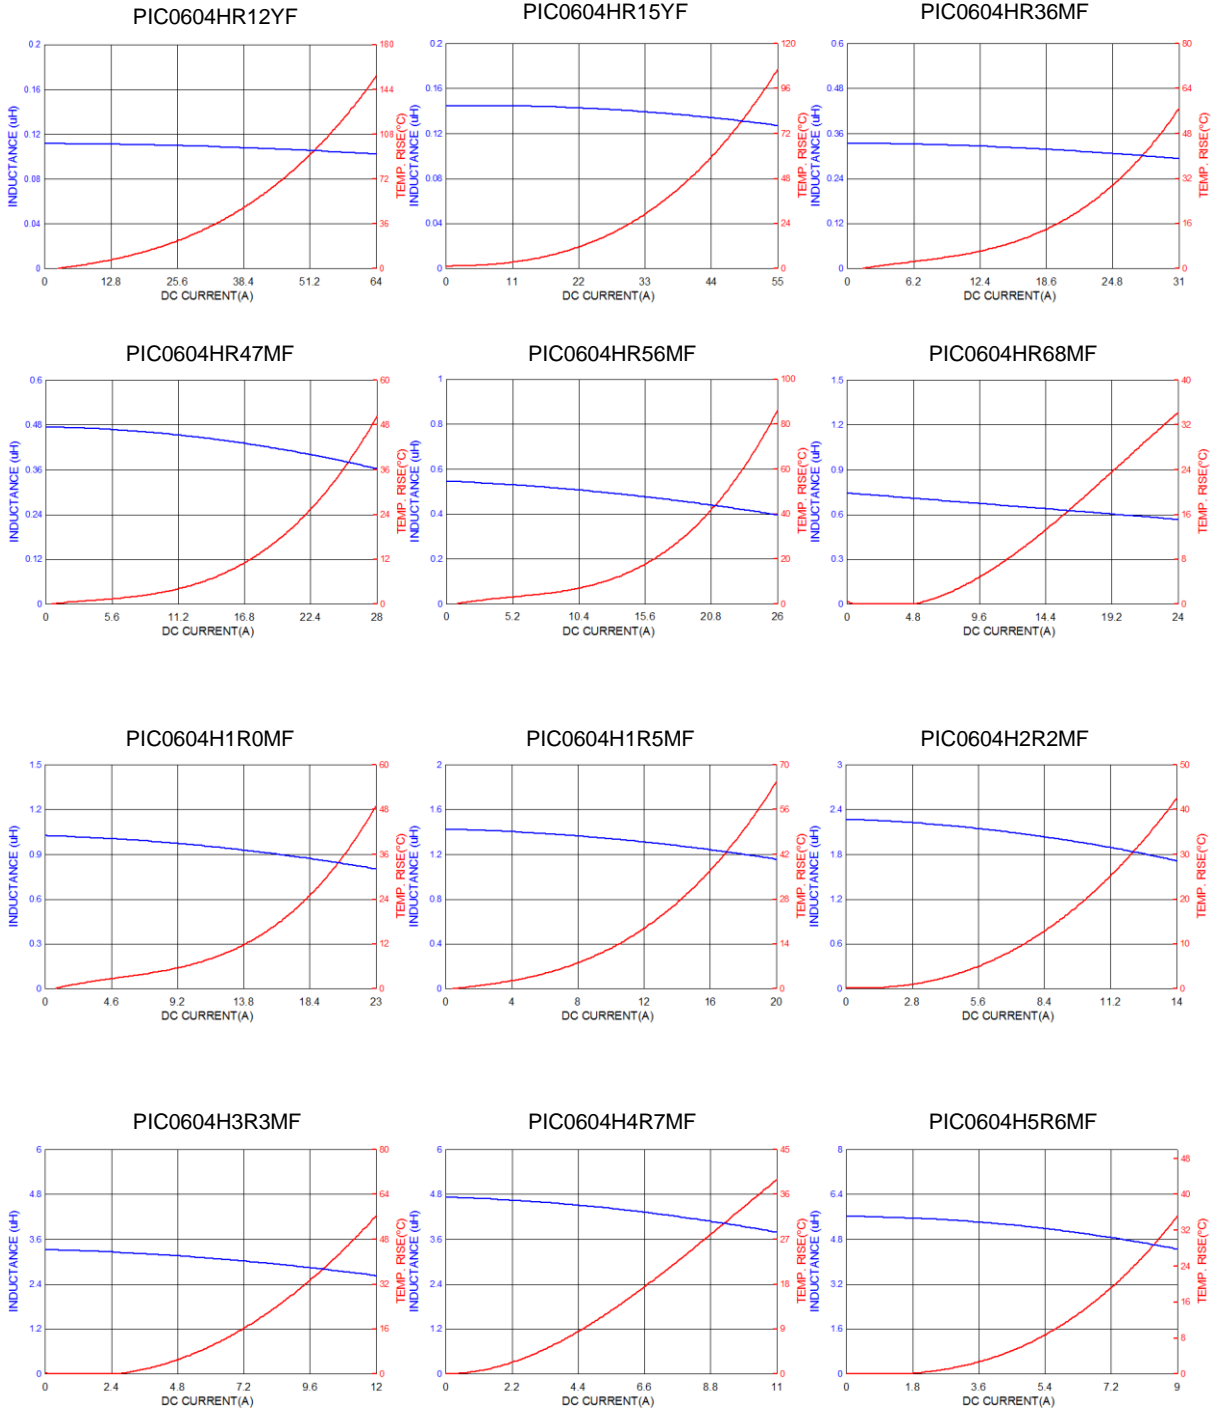 PIC0604HR12YF
PIC0604HR15YF
PIC0604HR36MF
INDUCTANCE (uH)
0.2
0.16
0.12
0.08
0.04
0
180
144
108
72
36
0
TEMP. RISE(°C)
0 12.8 25.6 38.4 51.2 64
DC CURRENT(A)
INDUCTANCE (uH)
0.2
0.16
0.12
0.08
0.04
0
120
96
72
48
24
0
TEMP. RISE(°C)
0 11 22 33 44 55
DC CURRENT(A)
INDUCTANCE (uH)
0.6
0.48
0.36
0.24
0.12
0
80
64
48
32
16
0
TEMP. RISE(°C)
0 6.2 12.4 18.6 24.8 31
DC CURRENT(A)
PIC0604HR47MF
PIC0604HR56MF
PIC0604HR68MF
INDUCTANCE (uH)
0.6
0.48
0.36
0.24
0.12
0
60
48
36
24
12
0
TEMP. RISE(°C)
0 5.6 11.2 16.8 22.4 28
DC CURRENT(A)
INDUCTANCE (uH)
1
0.8
0.6
0.4
0.2
0
100
80
60
40
20
0
TEMP. RISE(°C)
0 5.2 10.4 15.6 20.8 26
DC CURRENT(A)
INDUCTANCE (uH)
1.5
1.2
0.9
0.6
0.3
0
40
32
24
16
8
0
TEMP. RISE(°C)
0 4.8 9.6 14.4 19.2 24
DC CURRENT(A)
PIC0604H1R0MF
PIC0604H1R5MF
PIC0604H2R2MF
INDUCTANCE (uH)
1.5
1.2
0.9
0.6
0.3
0
60
48
36
24
12
0
TEMP. RISE(°C)
0 4.6 9.2 13.8 18.4 23
DC CURRENT(A)
INDUCTANCE (uH)
2
1.6
1.2
0.8
0.4
0
70
56
42
28
14
0
TEMP. RISE(°C)
0 4 8 12 16 20
DC CURRENT(A)
INDUCTANCE (uH)
3
2.4
1.8
1.2
0.6
0
50
40
30
20
10
0
TEMP. RISE(°C)
0 2.8 5.6 8.4 11.2 14
DC CURRENT(A)
PIC0604H3R3MF
PIC0604H4R7MF
PIC0604H5R6MF
INDUCTANCE (uH)
6
4.8
3.6
2.4
1.2
0
80
64
48
32
16
0
TEMP. RISE(°C)
0 2.4 4.8 7.2 9.6 12
DC CURRENT(A)
INDUCTANCE (uH)
6
4.8
3.6
2.4
1.2
0
45
36
27
18
9
0
TEMP. RISE(°C)
0 2.2 4.4 6.6 8.8 11
DC CURRENT(A)
INDUCTANCE (uH)
8
6.4
4.8
3.2
1.6
0
48
40
32
24
16
8
0
TEMP. RISE(°C)
0 1.8 3.6 5.4 7.2 9
DC CURRENT(A)